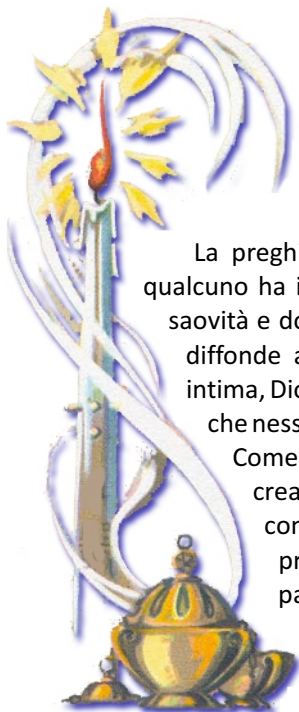 La pregh
qualcuno ha i
saovità e do
diffonde a
intima, Dio
che ness
Come
crea
con
pr
pa